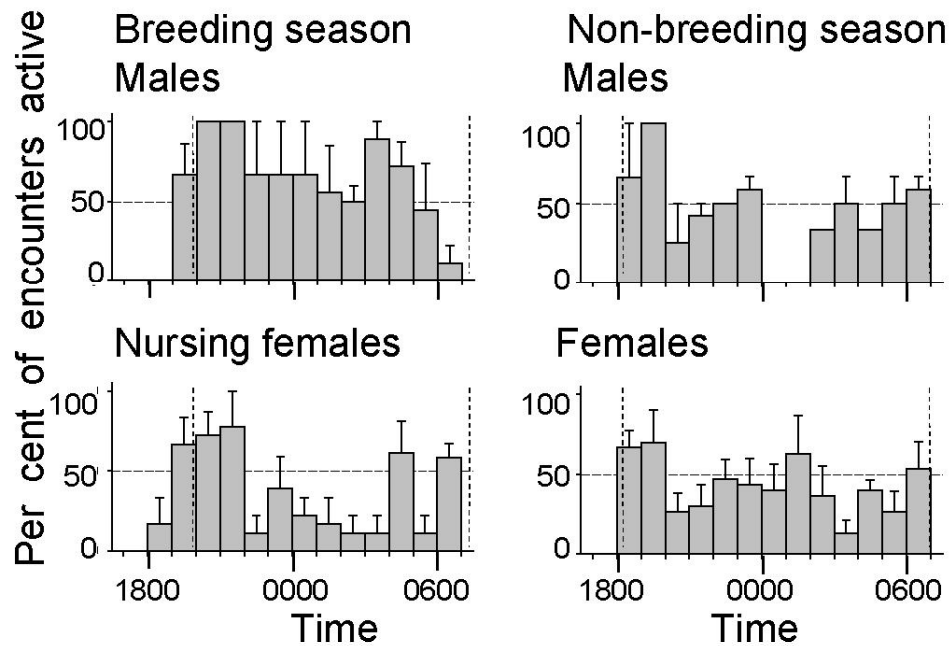 Per cent of encounters active
Breeding season
Males
100
50
0
Non-breeding season
Males
100
50
0
Nursing females
100
50
0
1800 0000 0600
Time
Females
100
50
0
1800 0000 0600
Time